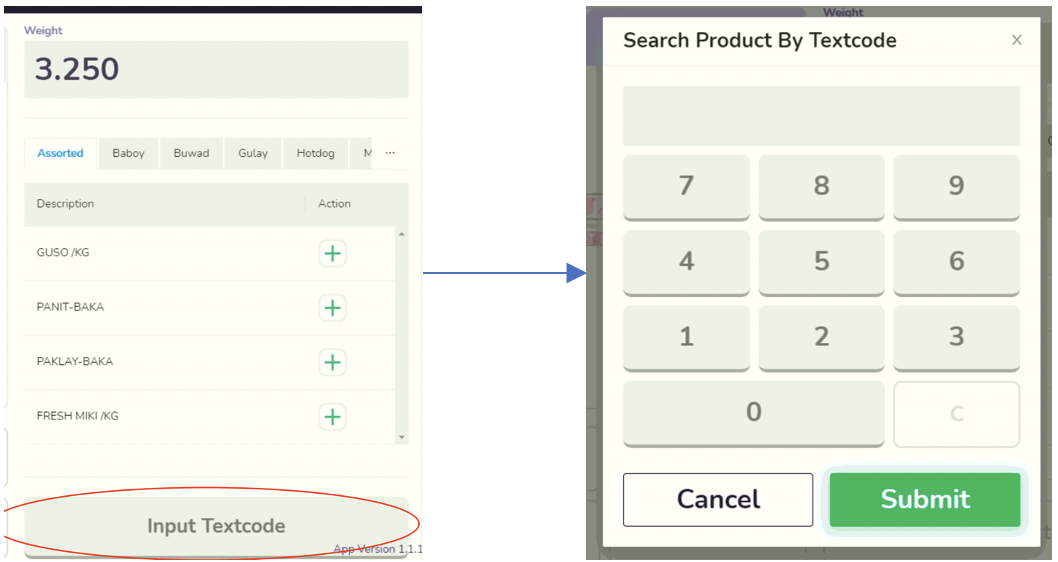 Weight
3.250
Assorted Baboy Buwad Gulay Hotdog M ...
Description Action
GUSO /KG
PANIT-BAKA
PAKLAY-BAKA
FRESH MIKI /KG
Input Textcode
App Version 1.1.1
Weight
Search Product By Textcode
7 8 9
4 5 6
1 2 3
0 C
Cancel Submit